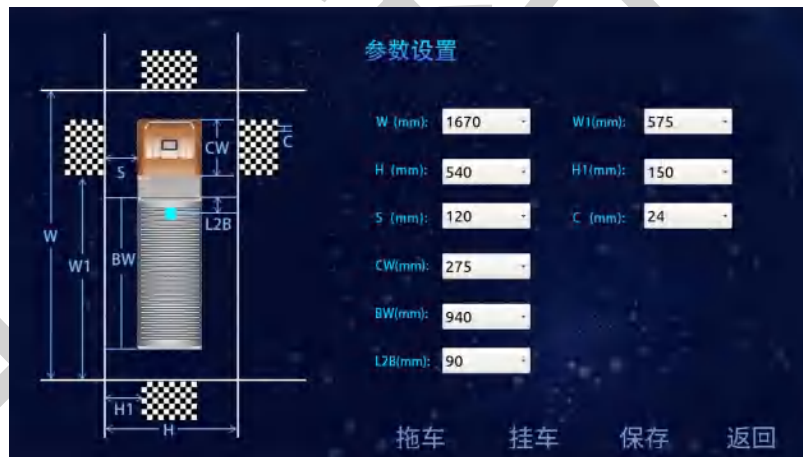 参数设置
W (mm): 1670
W1(mm): 575
H (mm): 540
H1(mm): 150
S (mm): 120
C (mm): 24
CW(mm): 275
BW(mm): 940
L2B(mm): 90
CW
C
S
L2B
W
W1
BW
H1
H
拖车
挂车
保存
返回